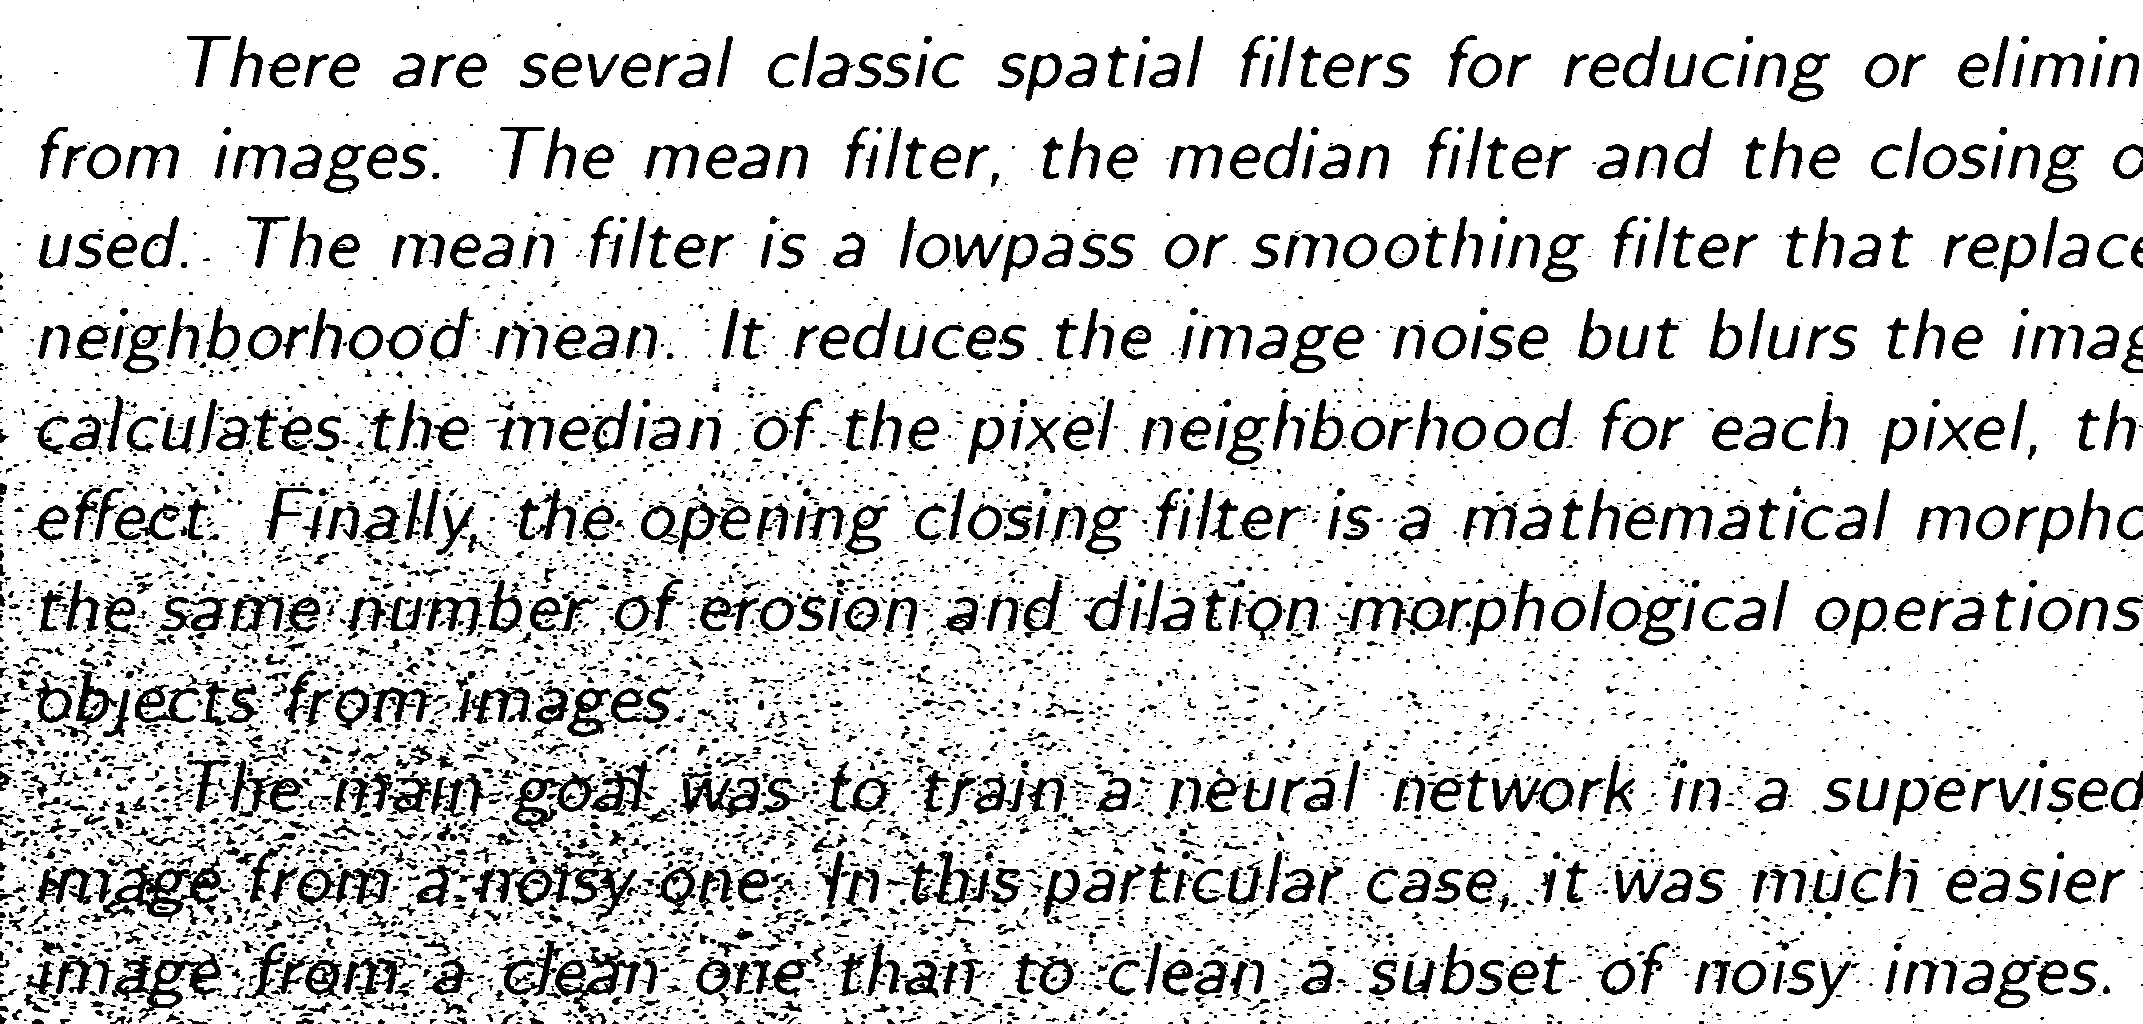 There are several classic spatial filters for reducing or elimin
from images. The mean filter, the median filter and the closing o
used. The mean filter is a lowpass or smoothing filter that replace
neighborhood mean. It reduces the image noise but blurs the imag
calculates the median of the pixel neighborhood for each pixel, th
effect. Finally, the opening closing filter is a mathematical morpho
the same number of erosion and dilation morphological operations
objects from images.
The main goal was to train a neural network in a supervised
image from a noisy one. In this particular case, it was much easier
image from a clean one than to clean a subset of noisy images.